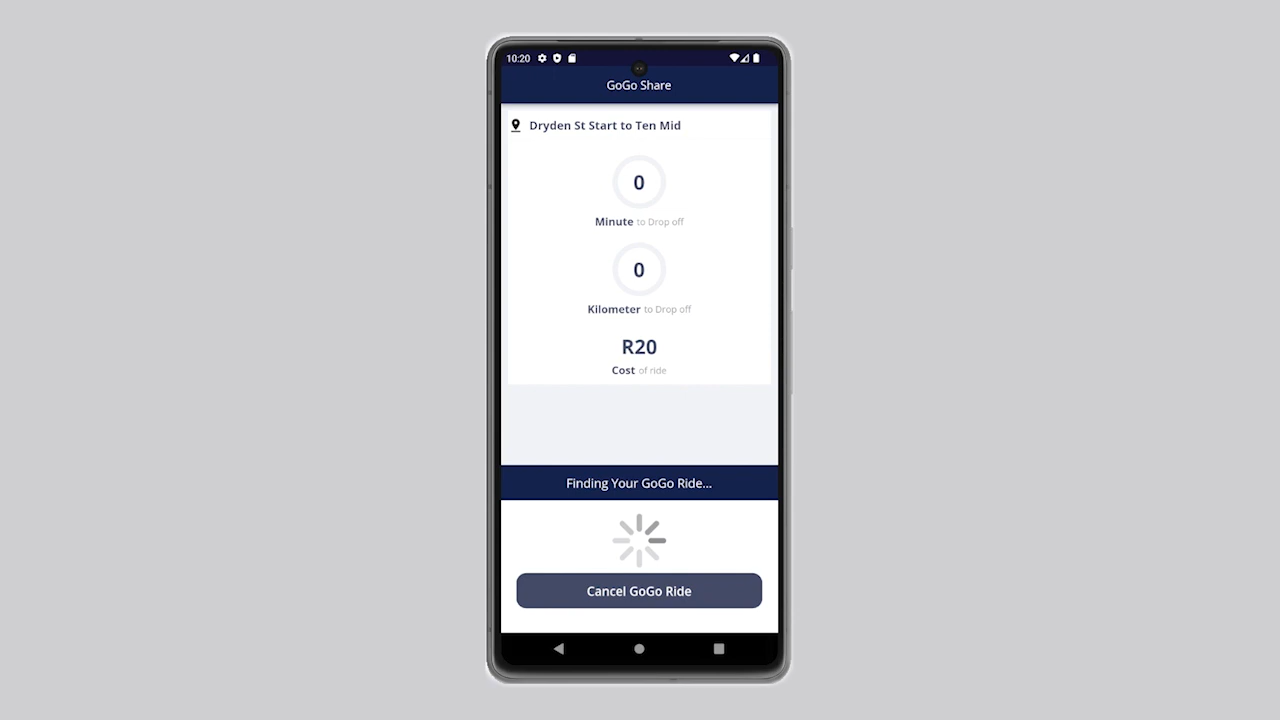 10:20
GoGo Share
Dryden St Start to Ten Mid
0
Minute to Drop off
0
Kilometer to Drop off
R20
Cost of ride
Finding Your GoGo Ride...
Cancel GoGo Ride